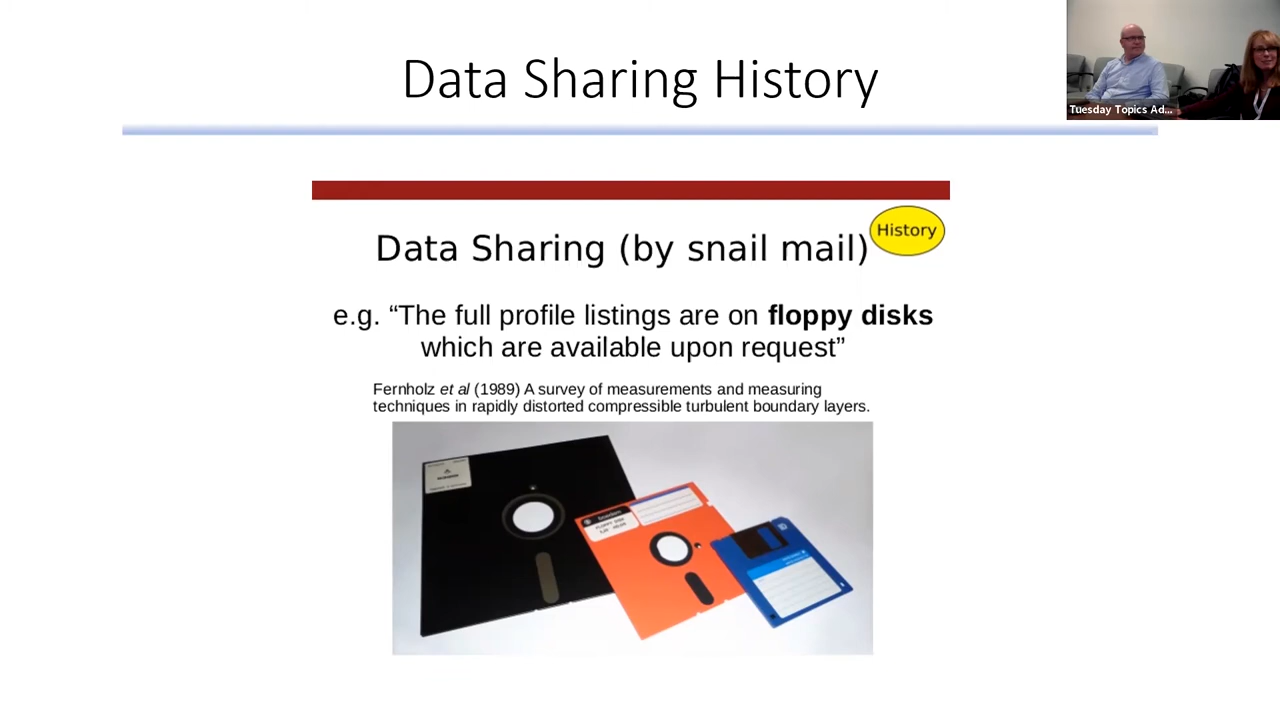 Data Sharing History
Tuesday Topics Ad...
History
Data Sharing (by snail mail)
e.g. “The full profile listings are on floppy disks
which are available upon request”
Fernholz et al (1989) A survey of measurements and measuring
techniques in rapidly distorted compressible turbulent boundary layers.